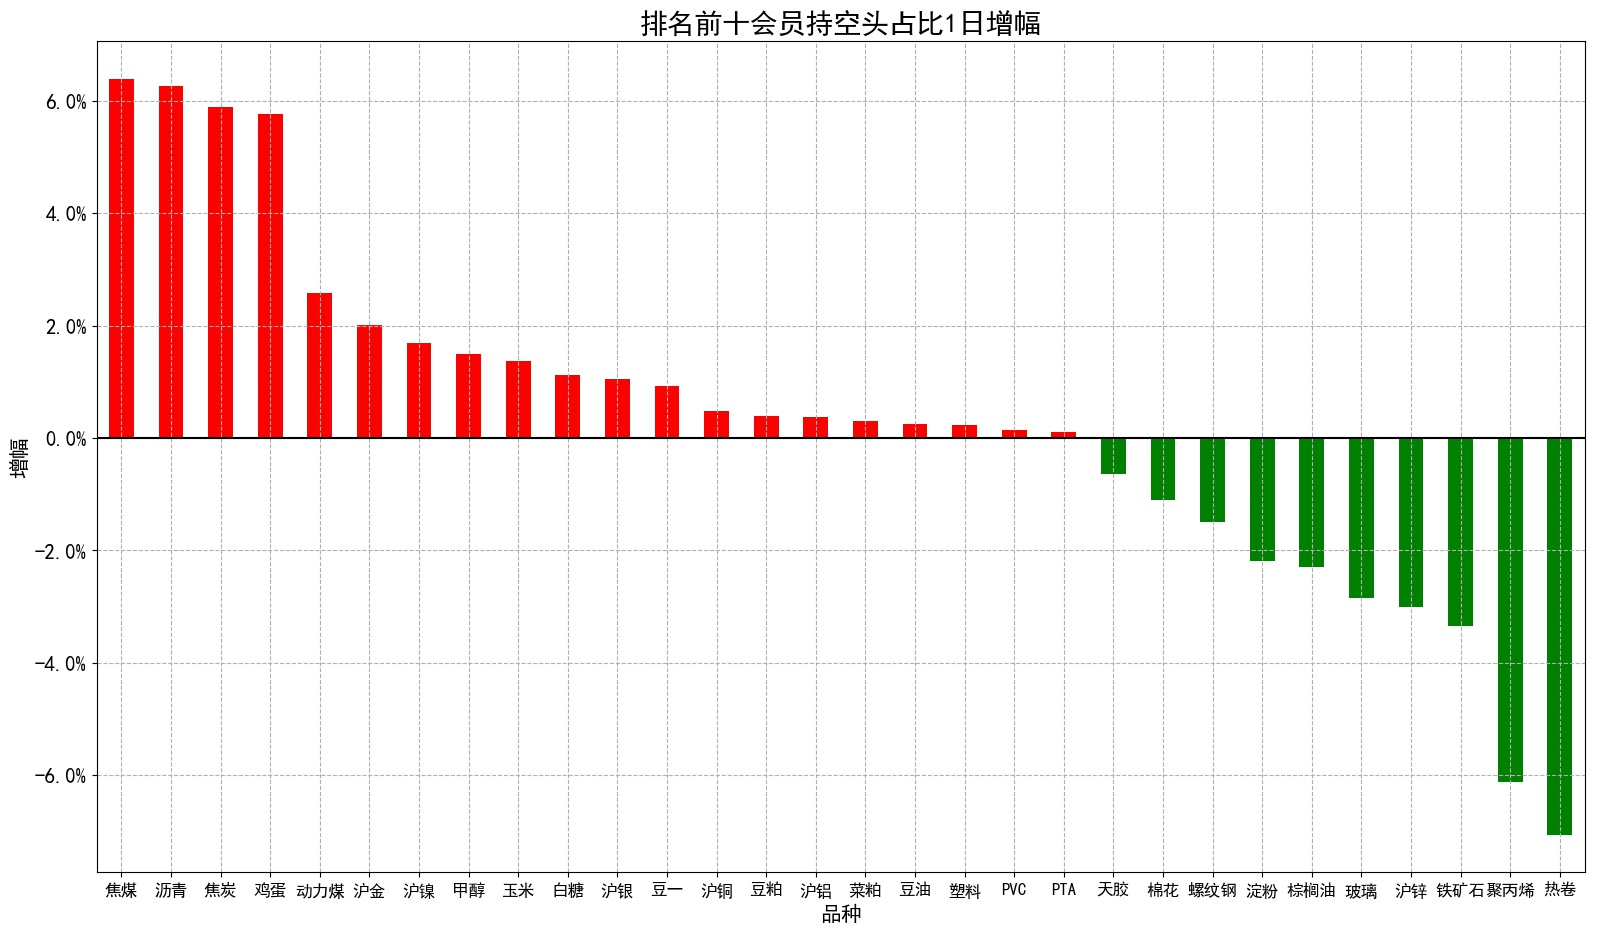 排名前十会员持空头占比1日增幅
6.0%
4.0%
2.0%
0.0%
-2.0%
-4.0%
-6.0%
增幅
焦煤 沥青 焦炭 鸡蛋 动力煤 沪金 沪镍 甲醇 玉米 白糖 沪银 豆一 沪铜 豆粕 沪铝 菜粕 豆油 塑料 PVC PTA 天胶 棉花 螺纹钢 淀粉 棕榈油 玻璃 沪锌 铁矿石 聚丙烯 热卷
品种